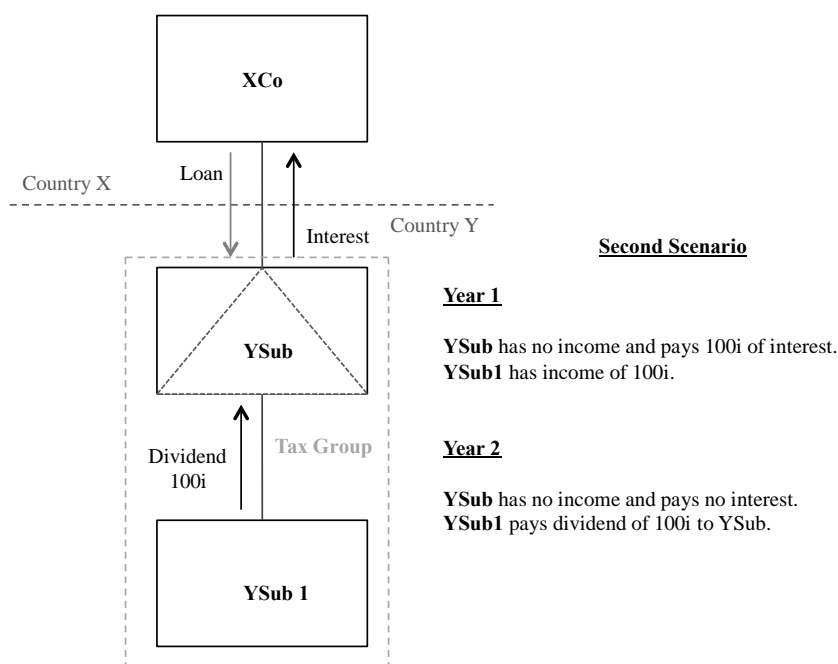 XCo
Loan
Country X
Interest
Country Y
Second Scenario
Year 1
YSub has no income and pays 100i of interest.
YSub1 has income of 100i.
YSub
Tax Group
Dividend
100i
Year 2
YSub has no income and pays no interest.
YSub1 pays dividend of 100i to YSub.
YSub 1